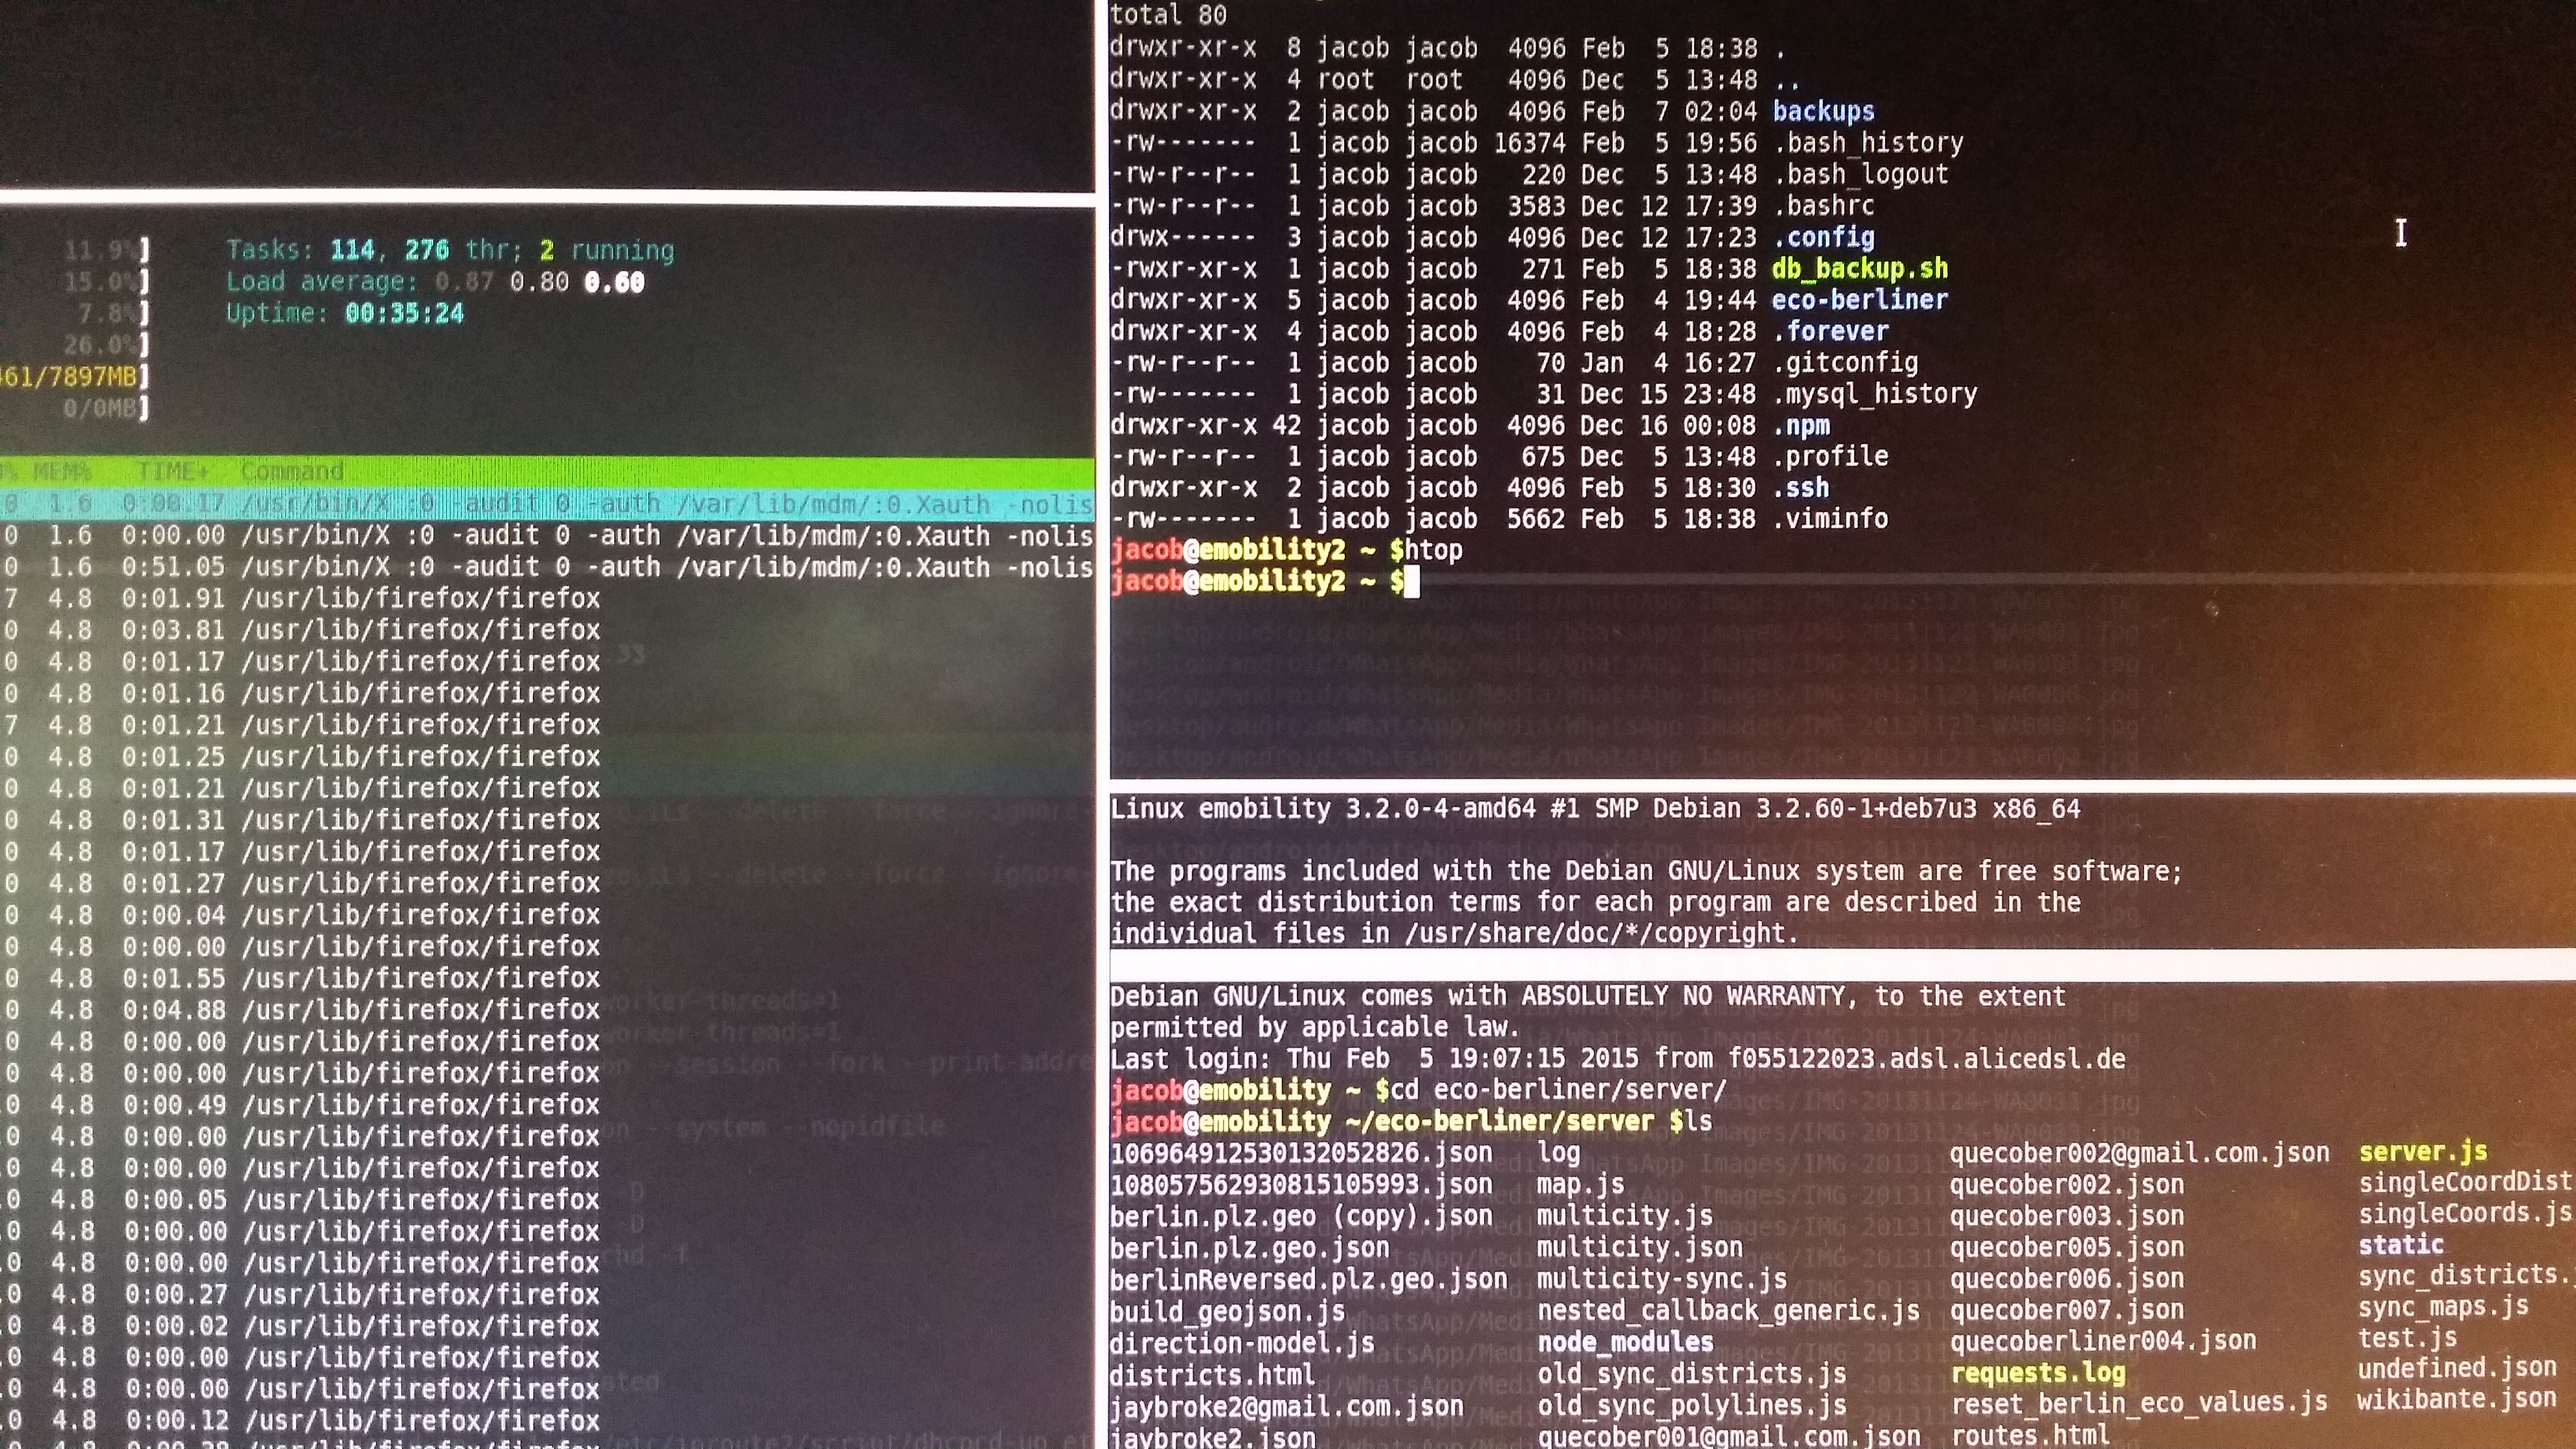 11.9%]
15.0%]
7.8%]
26.0%]
461/7897MB]
0/0MB]
Tasks: 114, 276 thr; 2 running
Load average: 0.87 0.80 0.60
Uptime: 00:35:24
% MEM% TIME+ Command
0 1.6 0:08.17 /usr/bin/X :0 -audit 0 -auth /var/lib/mdm/:0.Xauth -nolis
0 1.6 0:00.00 /usr/bin/X :0 -audit 0 -auth /var/lib/mdm/:0.Xauth -nolis
0 1.6 0:51.05 /usr/bin/X :0 -audit 0 -auth /var/lib/mdm/:0.Xauth -nolis
7 4.8 0:01.91 /usr/lib/firefox/firefox
0 4.8 0:03.81 /usr/lib/firefox/firefox
0 4.8 0:01.17 /usr/lib/firefox/firefox
0 4.8 0:01.16 /usr/lib/firefox/firefox
7 4.8 0:01.21 /usr/lib/firefox/firefox
0 4.8 0:01.25 /usr/lib/firefox/firefox
0 4.8 0:01.21 /usr/lib/firefox/firefox
0 4.8 0:01.31 /usr/lib/firefox/firefox
0 4.8 0:01.17 /usr/lib/firefox/firefox
0 4.8 0:01.27 /usr/lib/firefox/firefox
0 4.8 0:00.04 /usr/lib/firefox/firefox
0 4.8 0:00.00 /usr/lib/firefox/firefox
0 4.8 0:01.55 /usr/lib/firefox/firefox
.0 4.8 0:04.88 /usr/lib/firefox/firefox
.0 4.8 0:00.00 /usr/lib/firefox/firefox
.0 4.8 0:00.00 /usr/lib/firefox/firefox
.0 4.8 0:00.49 /usr/lib/firefox/firefox
.0 4.8 0:00.00 /usr/lib/firefox/firefox
.0 4.8 0:00.00 /usr/lib/firefox/firefox
.0 4.8 0:00.05 /usr/lib/firefox/firefox
.0 4.8 0:00.00 /usr/lib/firefox/firefox
.0 4.8 0:00.00 /usr/lib/firefox/firefox
.0 4.8 0:00.27 /usr/lib/firefox/firefox
.0 4.8 0:00.02 /usr/lib/firefox/firefox
.0 4.8 0:00.00 /usr/lib/firefox/firefox
.0 4.8 0:00.00 /usr/lib/firefox/firefox
.0 4.8 0:00.12 /usr/lib/firefox/firefox
total 80
drwxr-xr-x 8 jacob jacob 4096 Feb 5 18:38 .
drwxr-xr-x 4 root root 4096 Dec 5 13:48 ..
drwxr-xr-x 2 jacob jacob 4096 Feb 7 02:04 backups
-rw------- 1 jacob jacob 16374 Feb 5 19:56 .bash_history
-rw-r--r-- 1 jacob jacob 220 Dec 5 13:48 .bash_logout
-rw-r--r-- 1 jacob jacob 3583 Dec 12 17:39 .bashrc
drwx------ 3 jacob jacob 4096 Dec 12 17:23 .config
-rwxr-xr-x 1 jacob jacob 271 Feb 5 18:38 db_backup.sh
drwxr-xr-x 5 jacob jacob 4096 Feb 4 19:44 eco-berliner
drwxr-xr-x 4 jacob jacob 4096 Feb 4 18:28 .forever
-rw-r--r-- 1 jacob jacob 70 Jan 4 16:27 .gitconfig
-rw------- 1 jacob jacob 31 Dec 15 23:48 .mysql_history
drwxr-xr-x 42 jacob jacob 4096 Dec 16 00:08 .npm
-rw-r--r-- 1 jacob jacob 675 Dec 5 13:48 .profile
drwxr-xr-x 2 jacob jacob 4096 Feb 5 18:30 .ssh
-rw------- 1 jacob jacob 5662 Feb 5 18:38 .viminfo
jacob@emobility2 ~ $htop
jacob@emobility2 ~ $
Linux emobility 3.2.0-4-amd64 #1 SMP Debian 3.2.60-1+deb7u3 x86_64
The programs included with the Debian GNU/Linux system are free software;
the exact distribution terms for each program are described in the
individual files in /usr/share/doc/*/copyright.
Debian GNU/Linux comes with ABSOLUTELY NO WARRANTY, to the extent
permitted by applicable law.
Last login: Thu Feb 5 19:07:15 2015 from f055122023.adsl.alicedsl.de
jacob@emobility ~ $cd eco-berliner/server/
jacob@emobility ~/eco-berliner/server $ls
106964912530132052826.json log quecober002@gmail.com.json server.js
108057562930815105993.json map.js quecober002.json singleCoordDist
berlin.plz.geo (copy).json multicity.js quecober003.json singleCoords.js
berlin.plz.geo.json multicity.json quecober005.json static
berlinReversed.plz.geo.json multicity-sync.js quecober006.json sync_districts.j
build_geojson.js nested_callback_generic.js quecober007.json sync_maps.js
direction-model.js node_modules quecoberliner004.json test.js
districts.html old_sync_districts.js requests.log undefined.json
jaybroke2@gmail.com.json old_sync_polylines.js reset_berlin_eco_values.js wikibante.json
jaybroke2.json quecober001@gmail.com.json routes.html